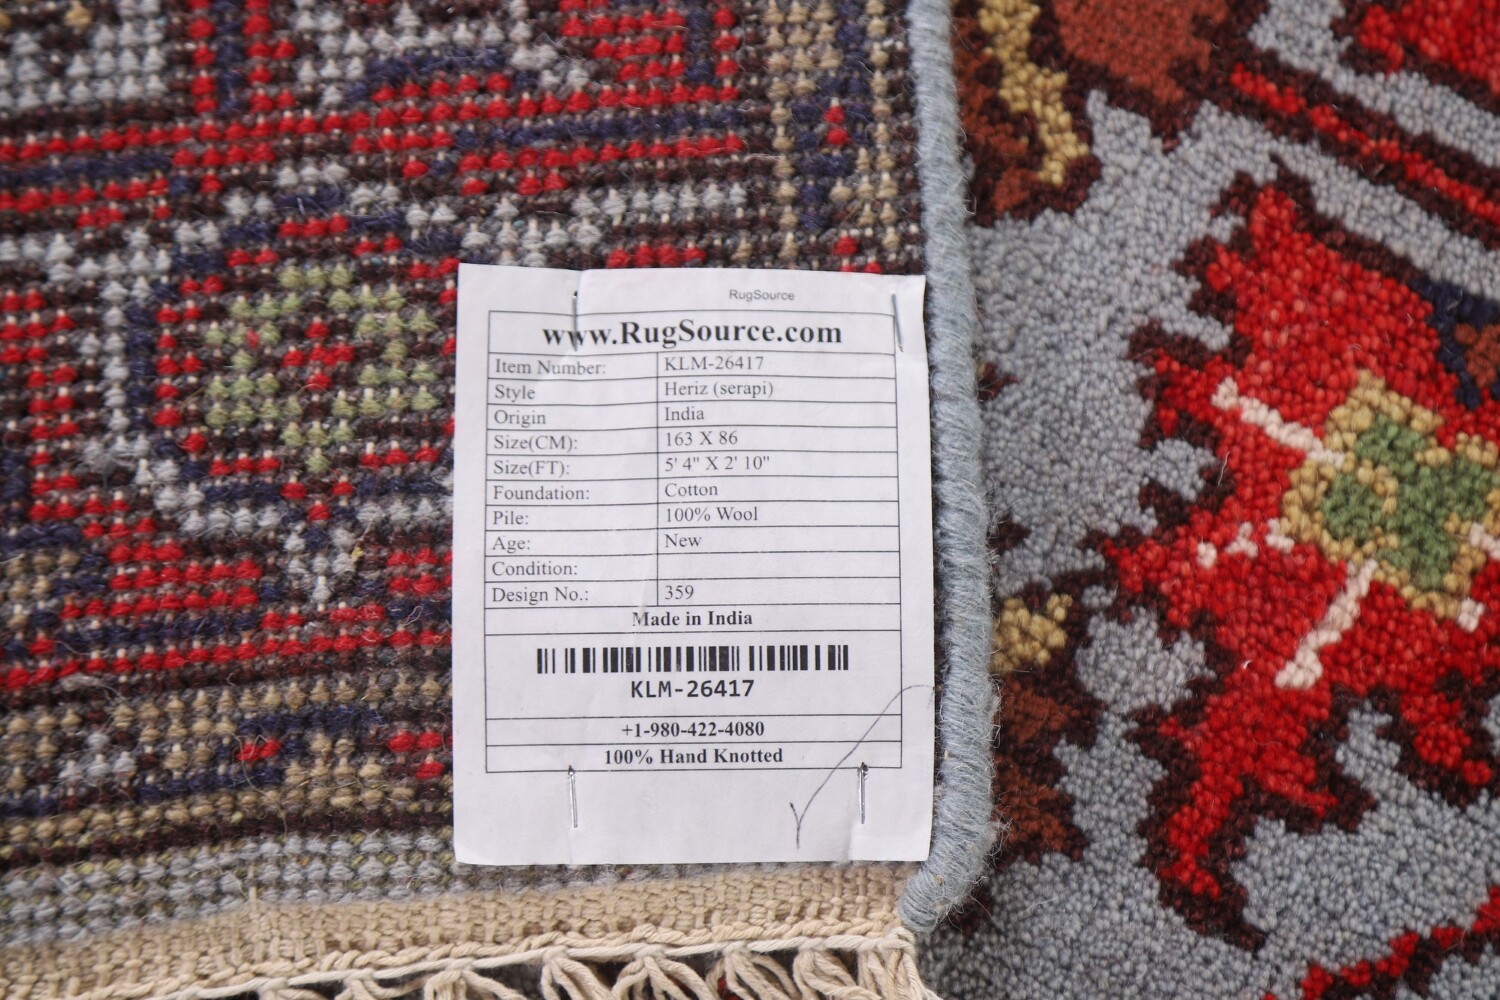 RugSource
www.RugSource.com
Item Number: KLM-26417
Style Heriz (serapi)
Origin India
Size(CM): 163 X 86
Size(FT): 5' 4" X 2' 10"
Foundation: Cotton
Pile: 100% Wool
Age: New
Condition:
Design No.: 359
Made in India
KLM-26417
+1-980-422-4080
100% Hand Knotted